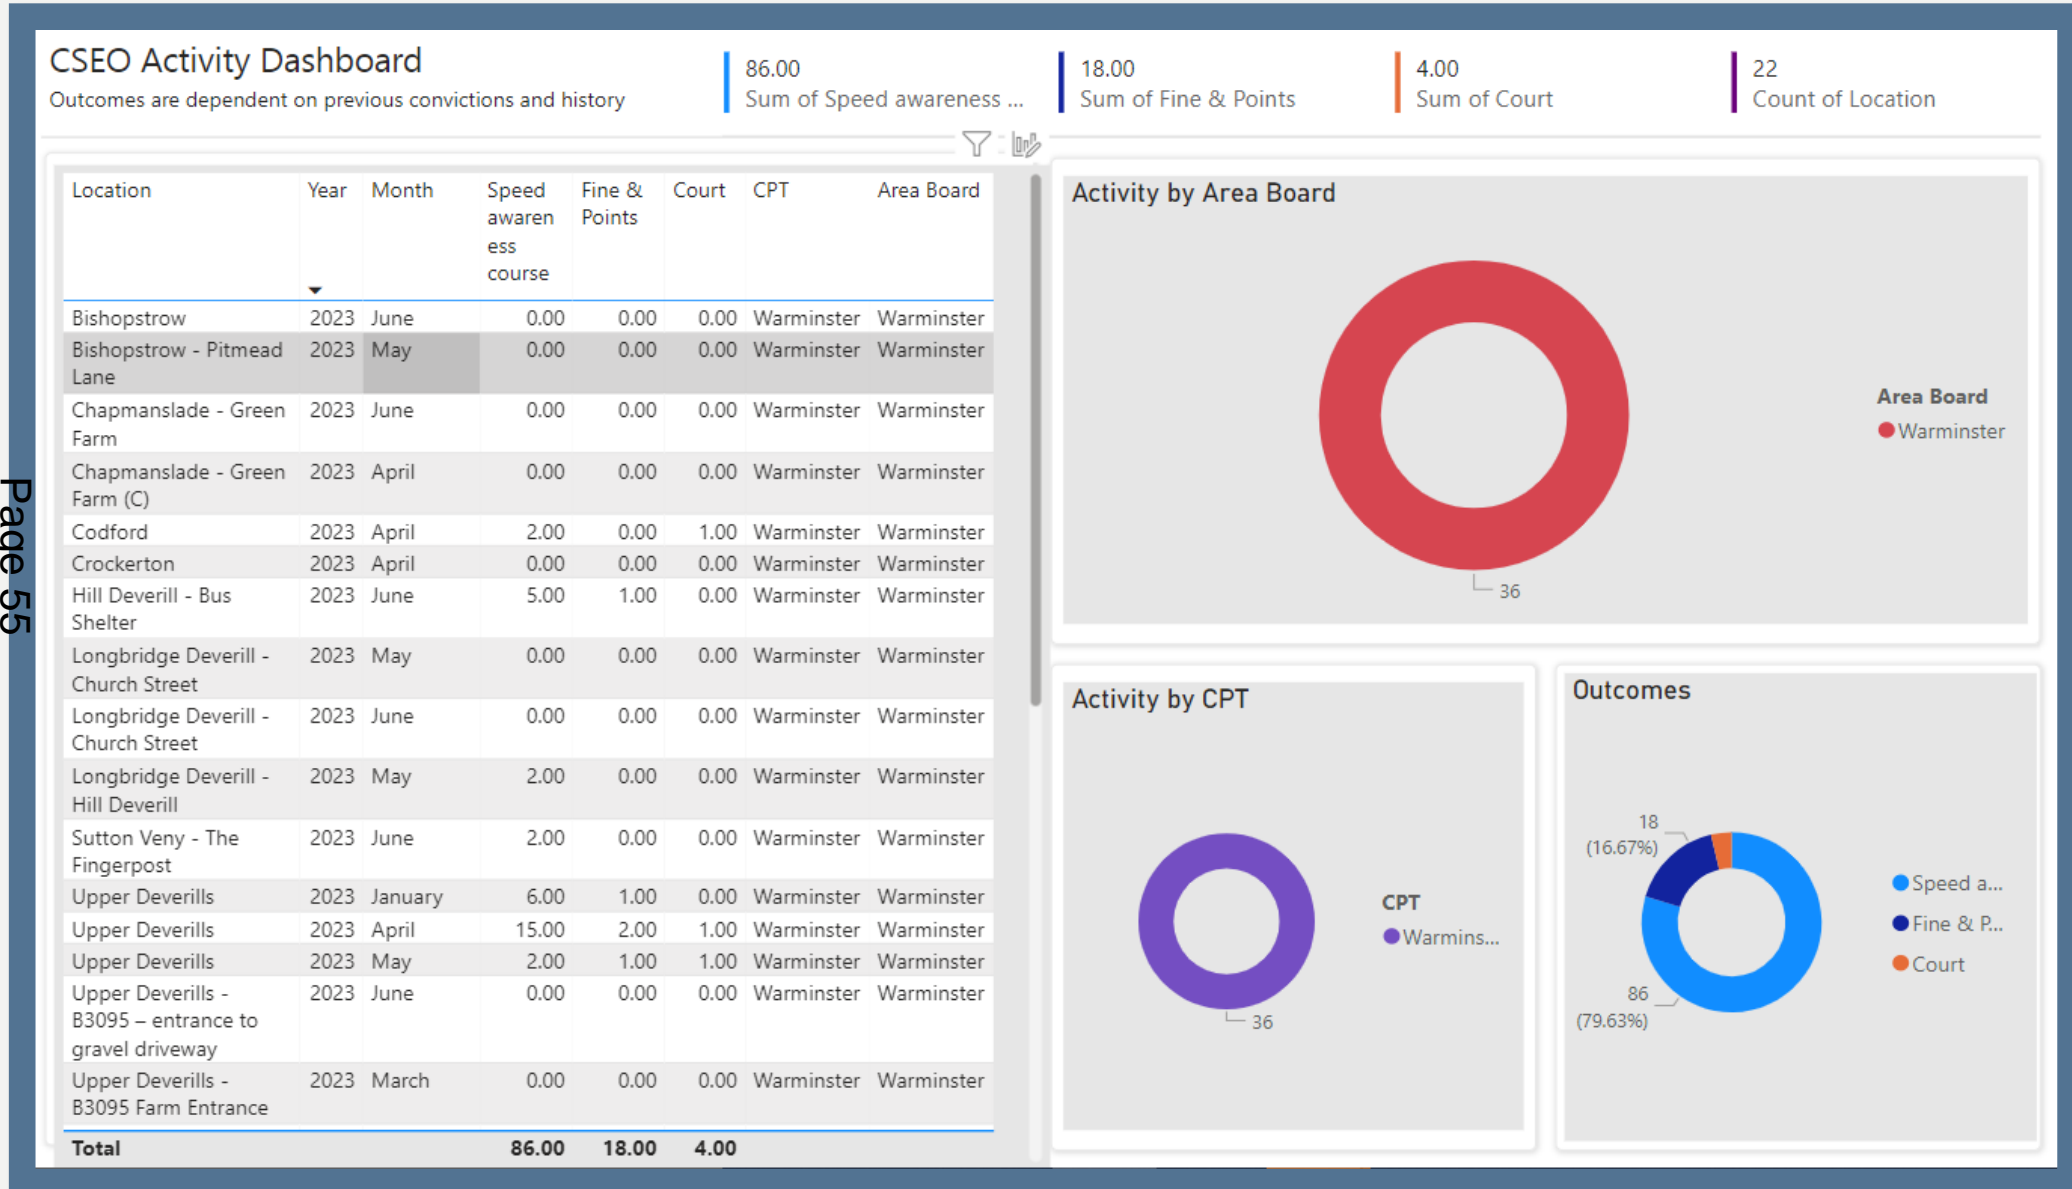 CSEO Activity Dashboard
Outcomes are dependent on previous convictions and history
86.00
Sum of Speed awareness ...
18.00
Sum of Fine & Points
4.00
Sum of Court
22
Count of Location
Location Year Month Speed awaren ess course Fine & Points Court CPT Area Board
Bishopstrow 2023 June 0.00 0.00 0.00 Warminster Warminster
Bishopstrow - Pitmead 2023 May 0.00 0.00 0.00 Warminster Warminster
Lane
Chapmanslade - Green 2023 June 0.00 0.00 0.00 Warminster Warminster
Farm
Chapmanslade - Green 2023 April 0.00 0.00 0.00 Warminster Warminster
Farm (C)
Codford 2023 April 2.00 0.00 1.00 Warminster Warminster
Crockerton 2023 April 0.00 0.00 0.00 Warminster Warminster
Hill Deverill - Bus 2023 June 5.00 1.00 0.00 Warminster Warminster
Shelter
Longbridge Deverill - 2023 May 0.00 0.00 0.00 Warminster Warminster
Church Street
Longbridge Deverill - 2023 June 0.00 0.00 0.00 Warminster Warminster
Church Street
Longbridge Deverill - 2023 May 2.00 0.00 0.00 Warminster Warminster
Hill Deverill
Sutton Veny - The 2023 June 2.00 0.00 0.00 Warminster Warminster
Fingerpost
Upper Deverills 2023 January 6.00 1.00 0.00 Warminster Warminster
Upper Deverills 2023 April 15.00 2.00 1.00 Warminster Warminster
Upper Deverills 2023 May 2.00 1.00 1.00 Warminster Warminster
Upper Deverills - 2023 June 0.00 0.00 0.00 Warminster Warminster
B3095 – entrance to
gravel driveway
Upper Deverills - 2023 March 0.00 0.00 0.00 Warminster Warminster
B3095 Farm Entrance
Total 86.00 18.00 4.00
Activity by Area Board
36
Area Board
Warminster
Activity by CPT
36
CPT
Warmins...
Outcomes
18
(16.67%)
86
(79.63%)
Speed a...
Fine & P...
Court
Page 55